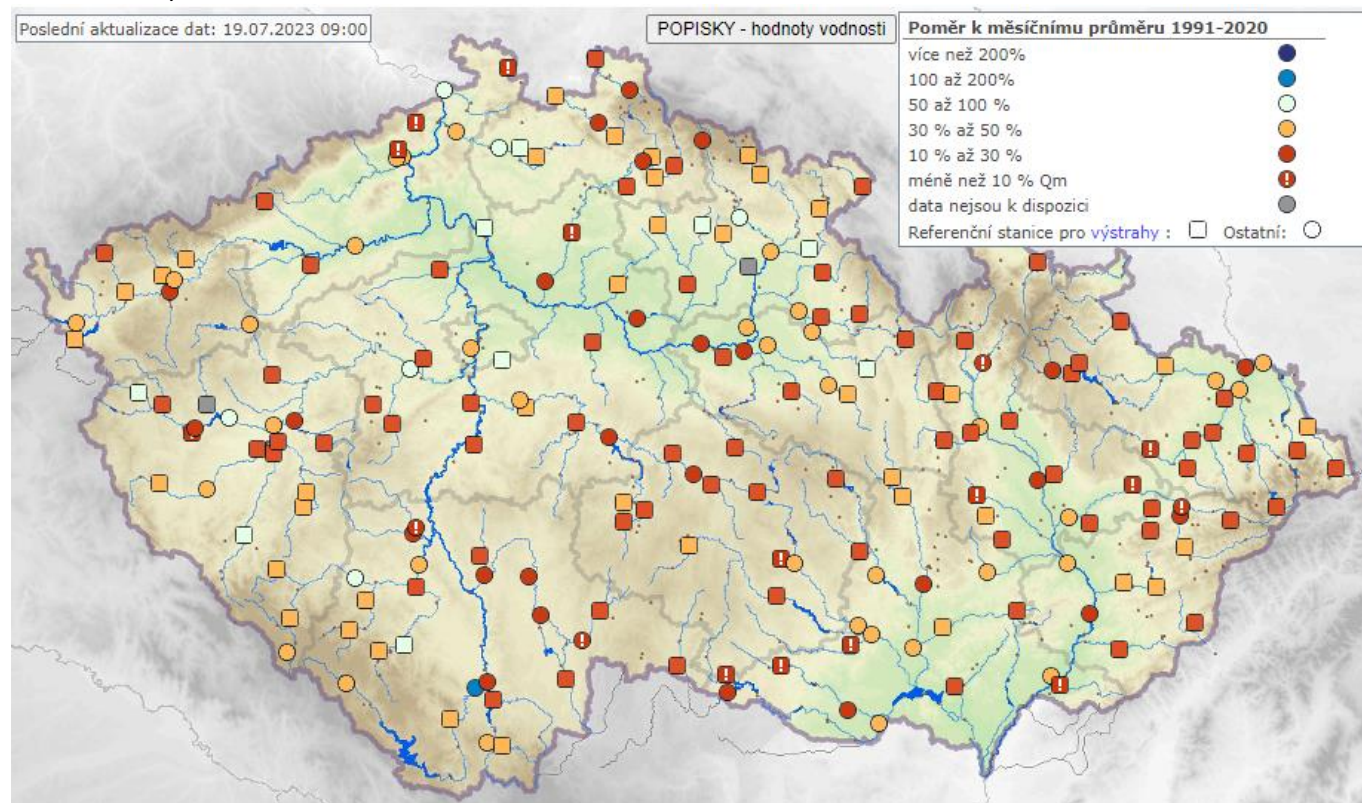 Poslední aktualizace dat: 19.07.2023 09:00
POPISKY - hodnoty vodnosti
Poměr k měsíčnímu průměru 1991-2020
více než 200%
100 až 200%
50 až 100 %
30 % až 50 %
10 % až 30 %
méně než 10 % Qm
data nejsou k dispozici
Referenční stanice pro výstrahy : Ostatní: